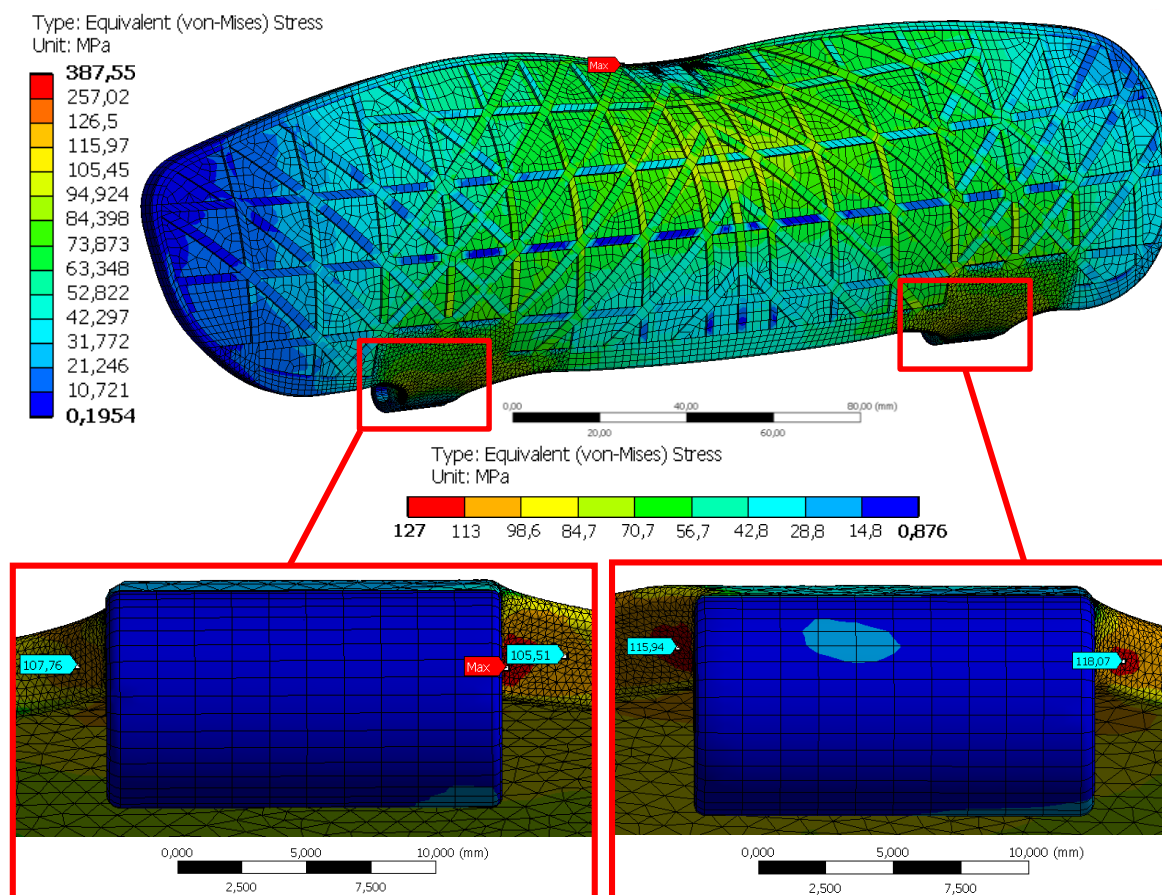 Type: Equivalent (von-Mises) Stress
Unit: MPa
387,55
257,02
126,5
115,97
105,45
94,924
84,398
73,873
63,348
52,822
42,297
31,772
21,246
10,721
0,1954
Max
0,00 40,00 80,00 (mm)
20,00 60,00
Type: Equivalent (von-Mises) Stress
Unit: MPa
127 113 98,6 84,7 70,7 56,7 42,8 28,8 14,8 0,876
107,76
Max
105,51
0,000 5,000 10,000 (mm)
2,500 7,500
115,94
118,07
0,000 5,000 10,000 (mm)
2,500 7,500